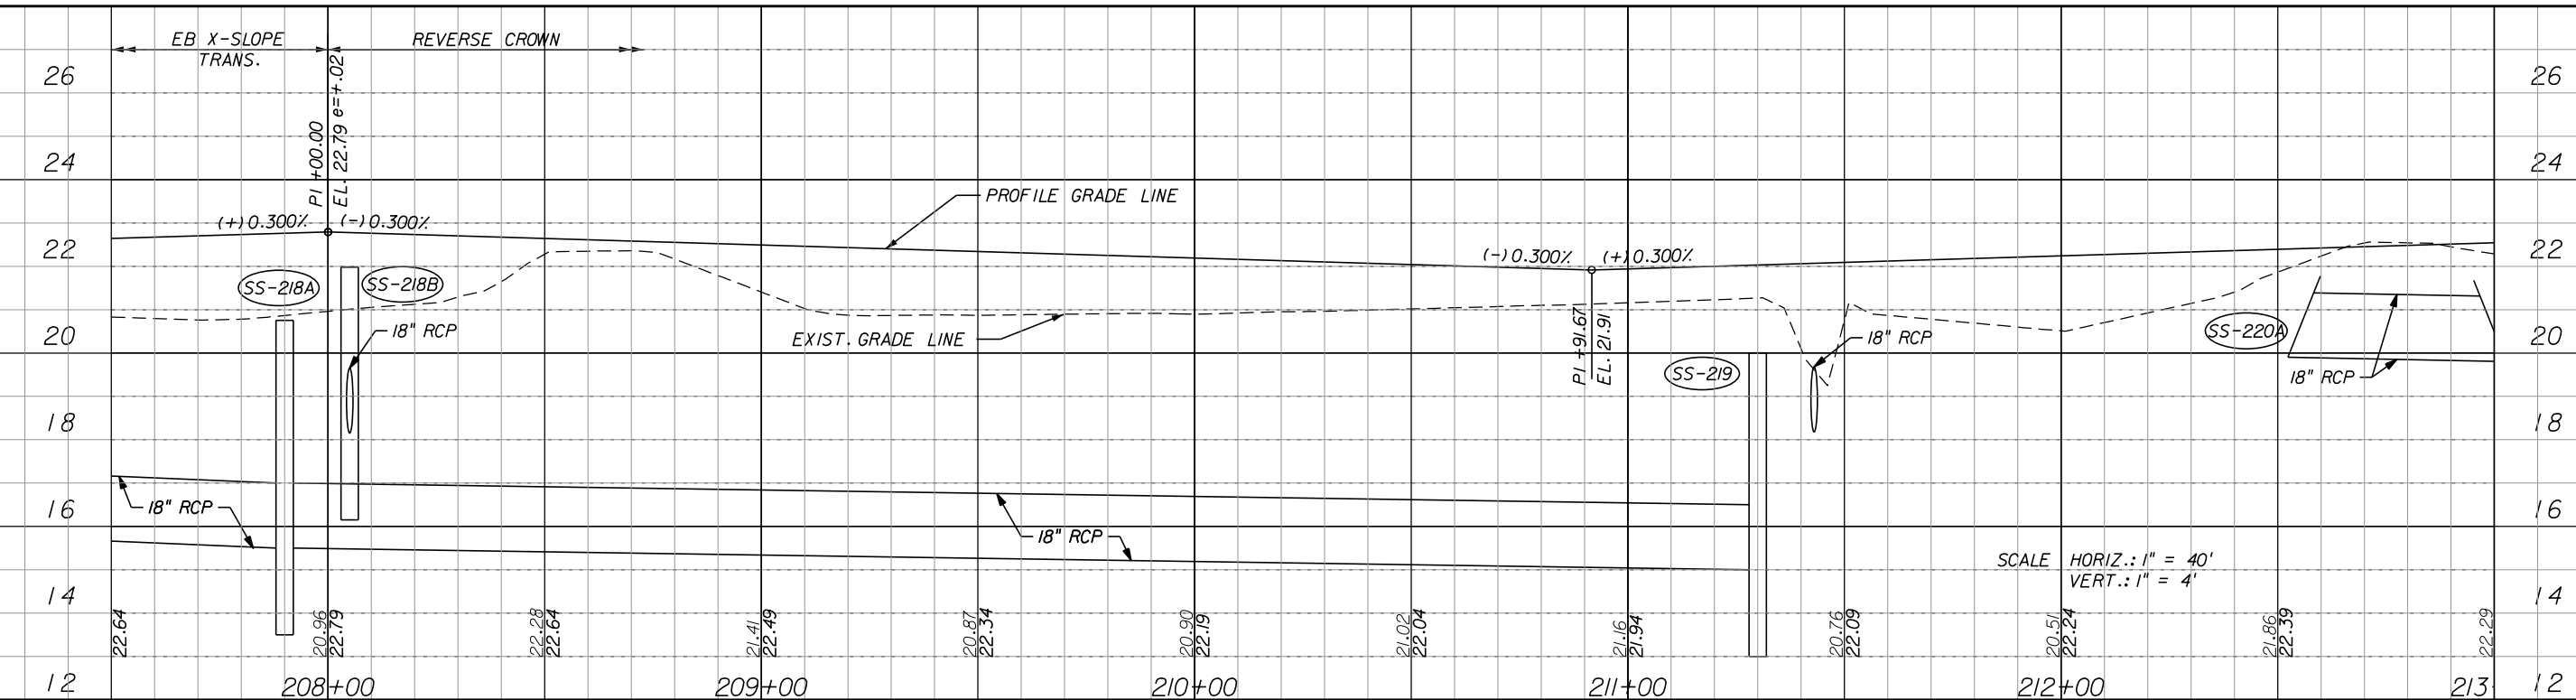 EB X-SLOPE
TRANS.
REVERSE CROWN
26
26
PI +00.00
EL. 22.79 e=+.02
24
24
PROFILE GRADE LINE
(+)0.300%
(-)0.300%
22
22
(-)0.300%
(+)0.300%
SS-218A
SS-218B
18" RCP
EXIST. GRADE LINE
PI +91.67
EL. 21.91
20
20
SS-219
18" RCP
SS-220A
18" RCP
18
18
16
16
18" RCP
18" RCP
SCALE HORIZ.: 1" = 40'
VERT.: 1" = 4'
14
14
22.64
20.96
22.79
22.28
22.64
21.41
22.49
20.87
22.34
20.90
22.19
21.02
22.04
21.16
21.94
20.76
22.09
20.51
22.24
21.86
22.39
22.29
12
208+00
209+00
210+00
211+00
212+00
213
12